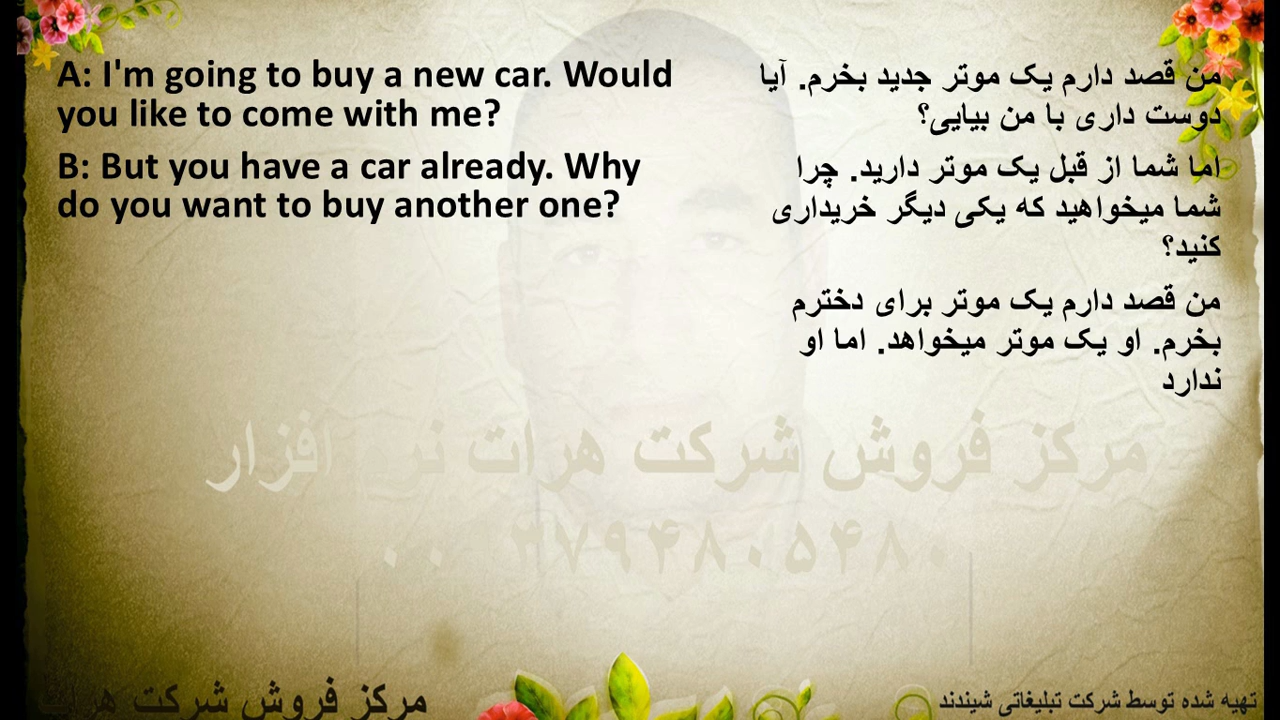 A: I'm going to buy a new car. Would
you like to come with me?
B: But you have a car already. Why
do you want to buy another one?
من قصد دارم یک موتر جدید بخرم. آیا
دوست داری با من بیایی؟
اما شما از قبل یک موتر دارید. چرا
شما میخواهید که یکی دیگر خریداری
کنید؟
من قصد دارم یک موتر برای دخترم
بخرم. او یک موتر میخواهد. اما او
ندارد
مرکز فروش شرکت هرات افزار
مرکز فروش شرکت هرات
تهیه شده توسط شرکت تبلیغاتی شیندند